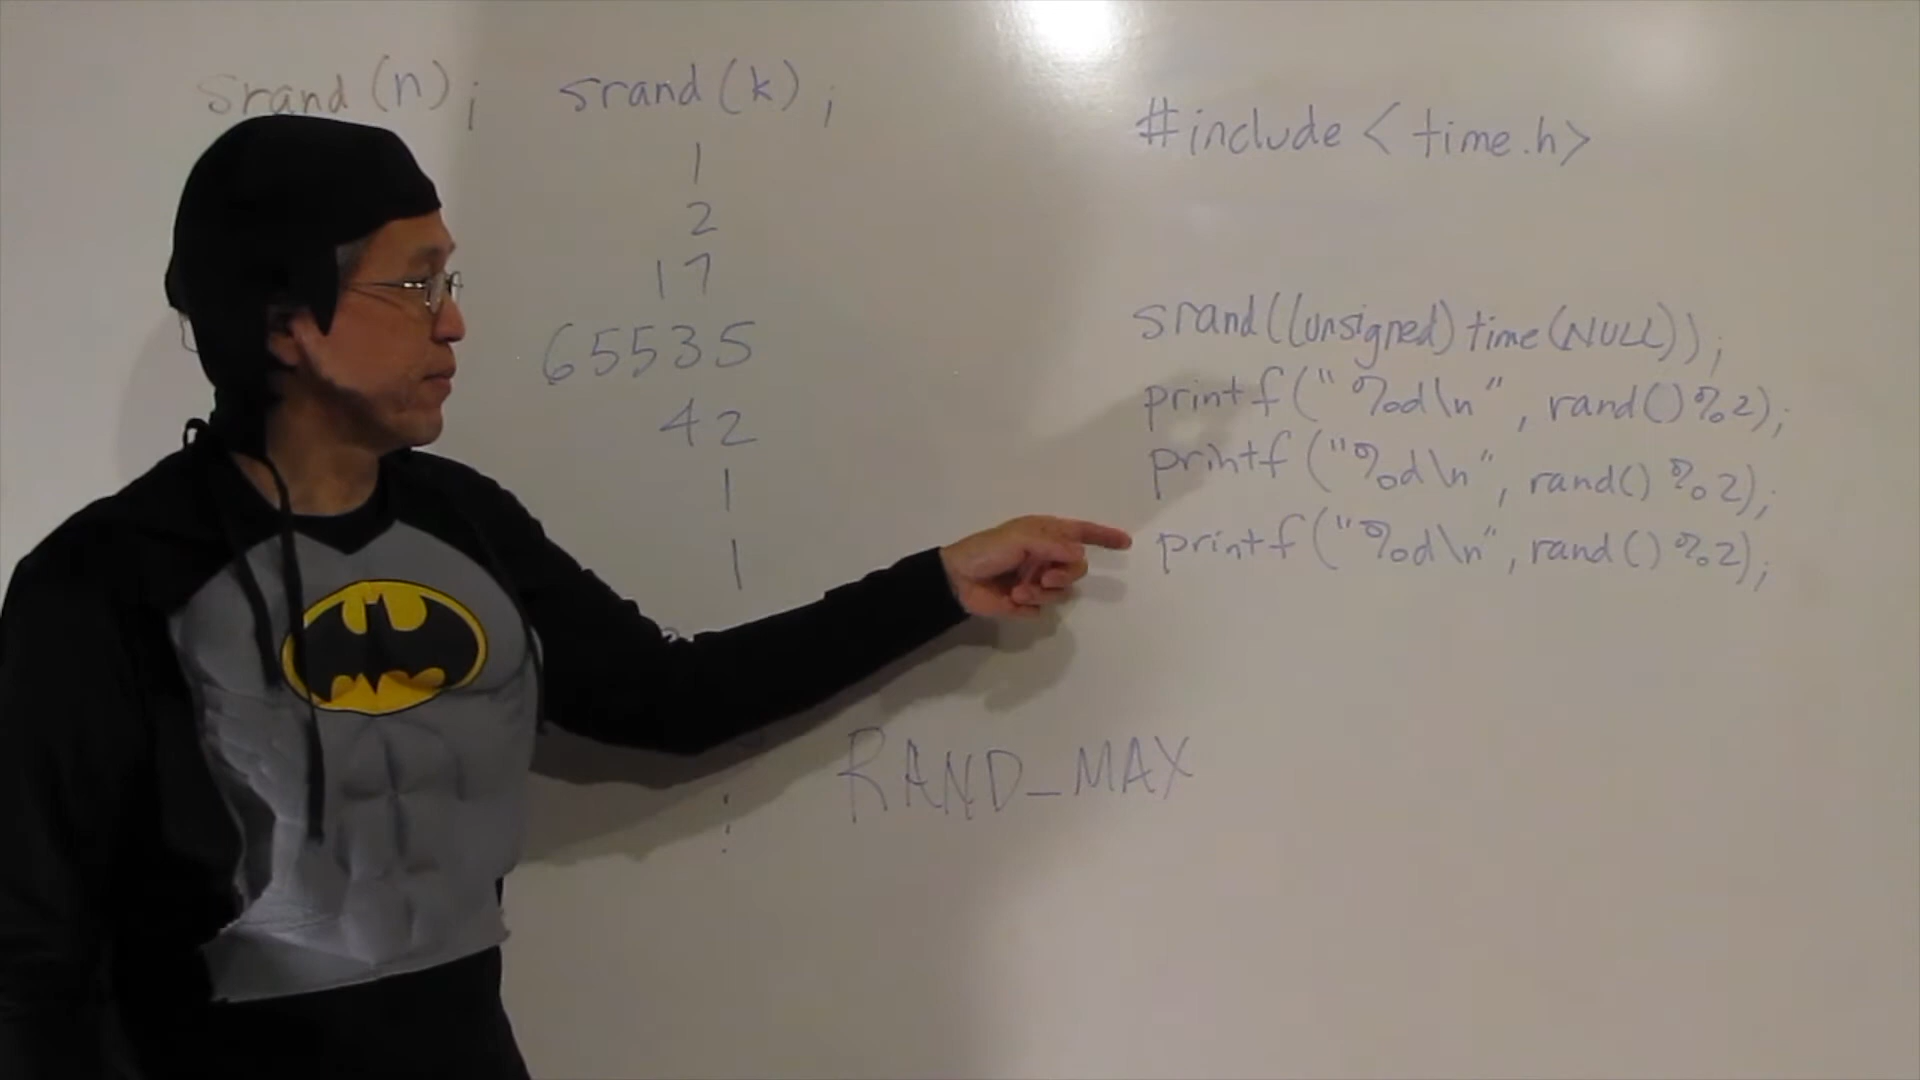 srand(n);
srand(k);
1
2
17
65535
42
1
1
RAND_MAX
#include < time.h>
srand((unsigned) time(NULL));
printf("%d\n", rand()%2);
printf("%d\n", rand() %2);
printf("%d\n", rand() %2);